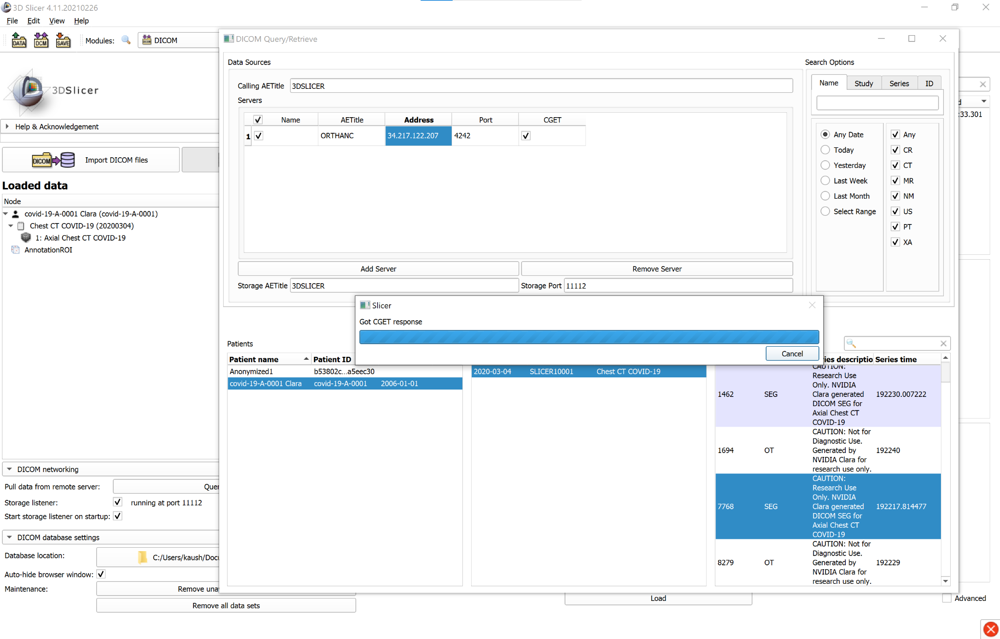 3D Slicer 4.11.20210226
File Edit View Help
DATA DCM SAVE Modules: DICOM
3DSlicer
Help & Acknowledgement
DICOM Import DICOM files
Loaded data
Node
covid-19-A-0001 Clara (covid-19-A-0001)
Chest CT COVID-19 (20200304)
1: Axial Chest CT COVID-19
AnnotationROI
DICOM networking
Pull data from remote server:
Storage listener: running at port 11112
Start storage listener on startup:
DICOM database settings
Database location: C:/Users/kaush/Docu
Auto-hide browser window:
Maintenance: Remove una
Remove all data sets
DICOM Query/Retrieve
Data Sources
Calling AETitle 3DSLICER
Servers
Name AETitle Address Port CGET
1 ORTHANC 34.217.122.207 4242
Add Server Remove Server
Storage AETitle 3DSLICER Storage Port 11112
Search Options
Name Study Series ID
Any Date
Today
Yesterday
Last Week
Last Month
Select Range
Any
CR
CT
MR
NM
US
PT
XA
:33.301
Slicer
Got CGET response
Cancel
Patients
Patient name Patient ID
Anonymized1 b53802c...a5eec30
covid-19-A-0001 Clara covid-19-A-0001 2006-01-01
2020-03-04 SLICER10001 Chest CT COVID-19
ies descriptio Series time
CAUTION:
Research Use
Only. NVIDIA
1462 SEG Clara generated 192230.007222
DICOM SEG for
Axial Chest CT
COVID-19
CAUTION: Not for
Diagnostic Use.
1694 OT Generated by 192240
NVIDIA Clara for
research use only.
CAUTION:
Research Use
Only. NVIDIA
7768 SEG Clara generated 192217.814477
DICOM SEG for
Axial Chest CT
COVID-19
CAUTION: Not for
Diagnostic Use.
8279 OT Generated by 192229
NVIDIA Clara for
research use only.
Load Advanced